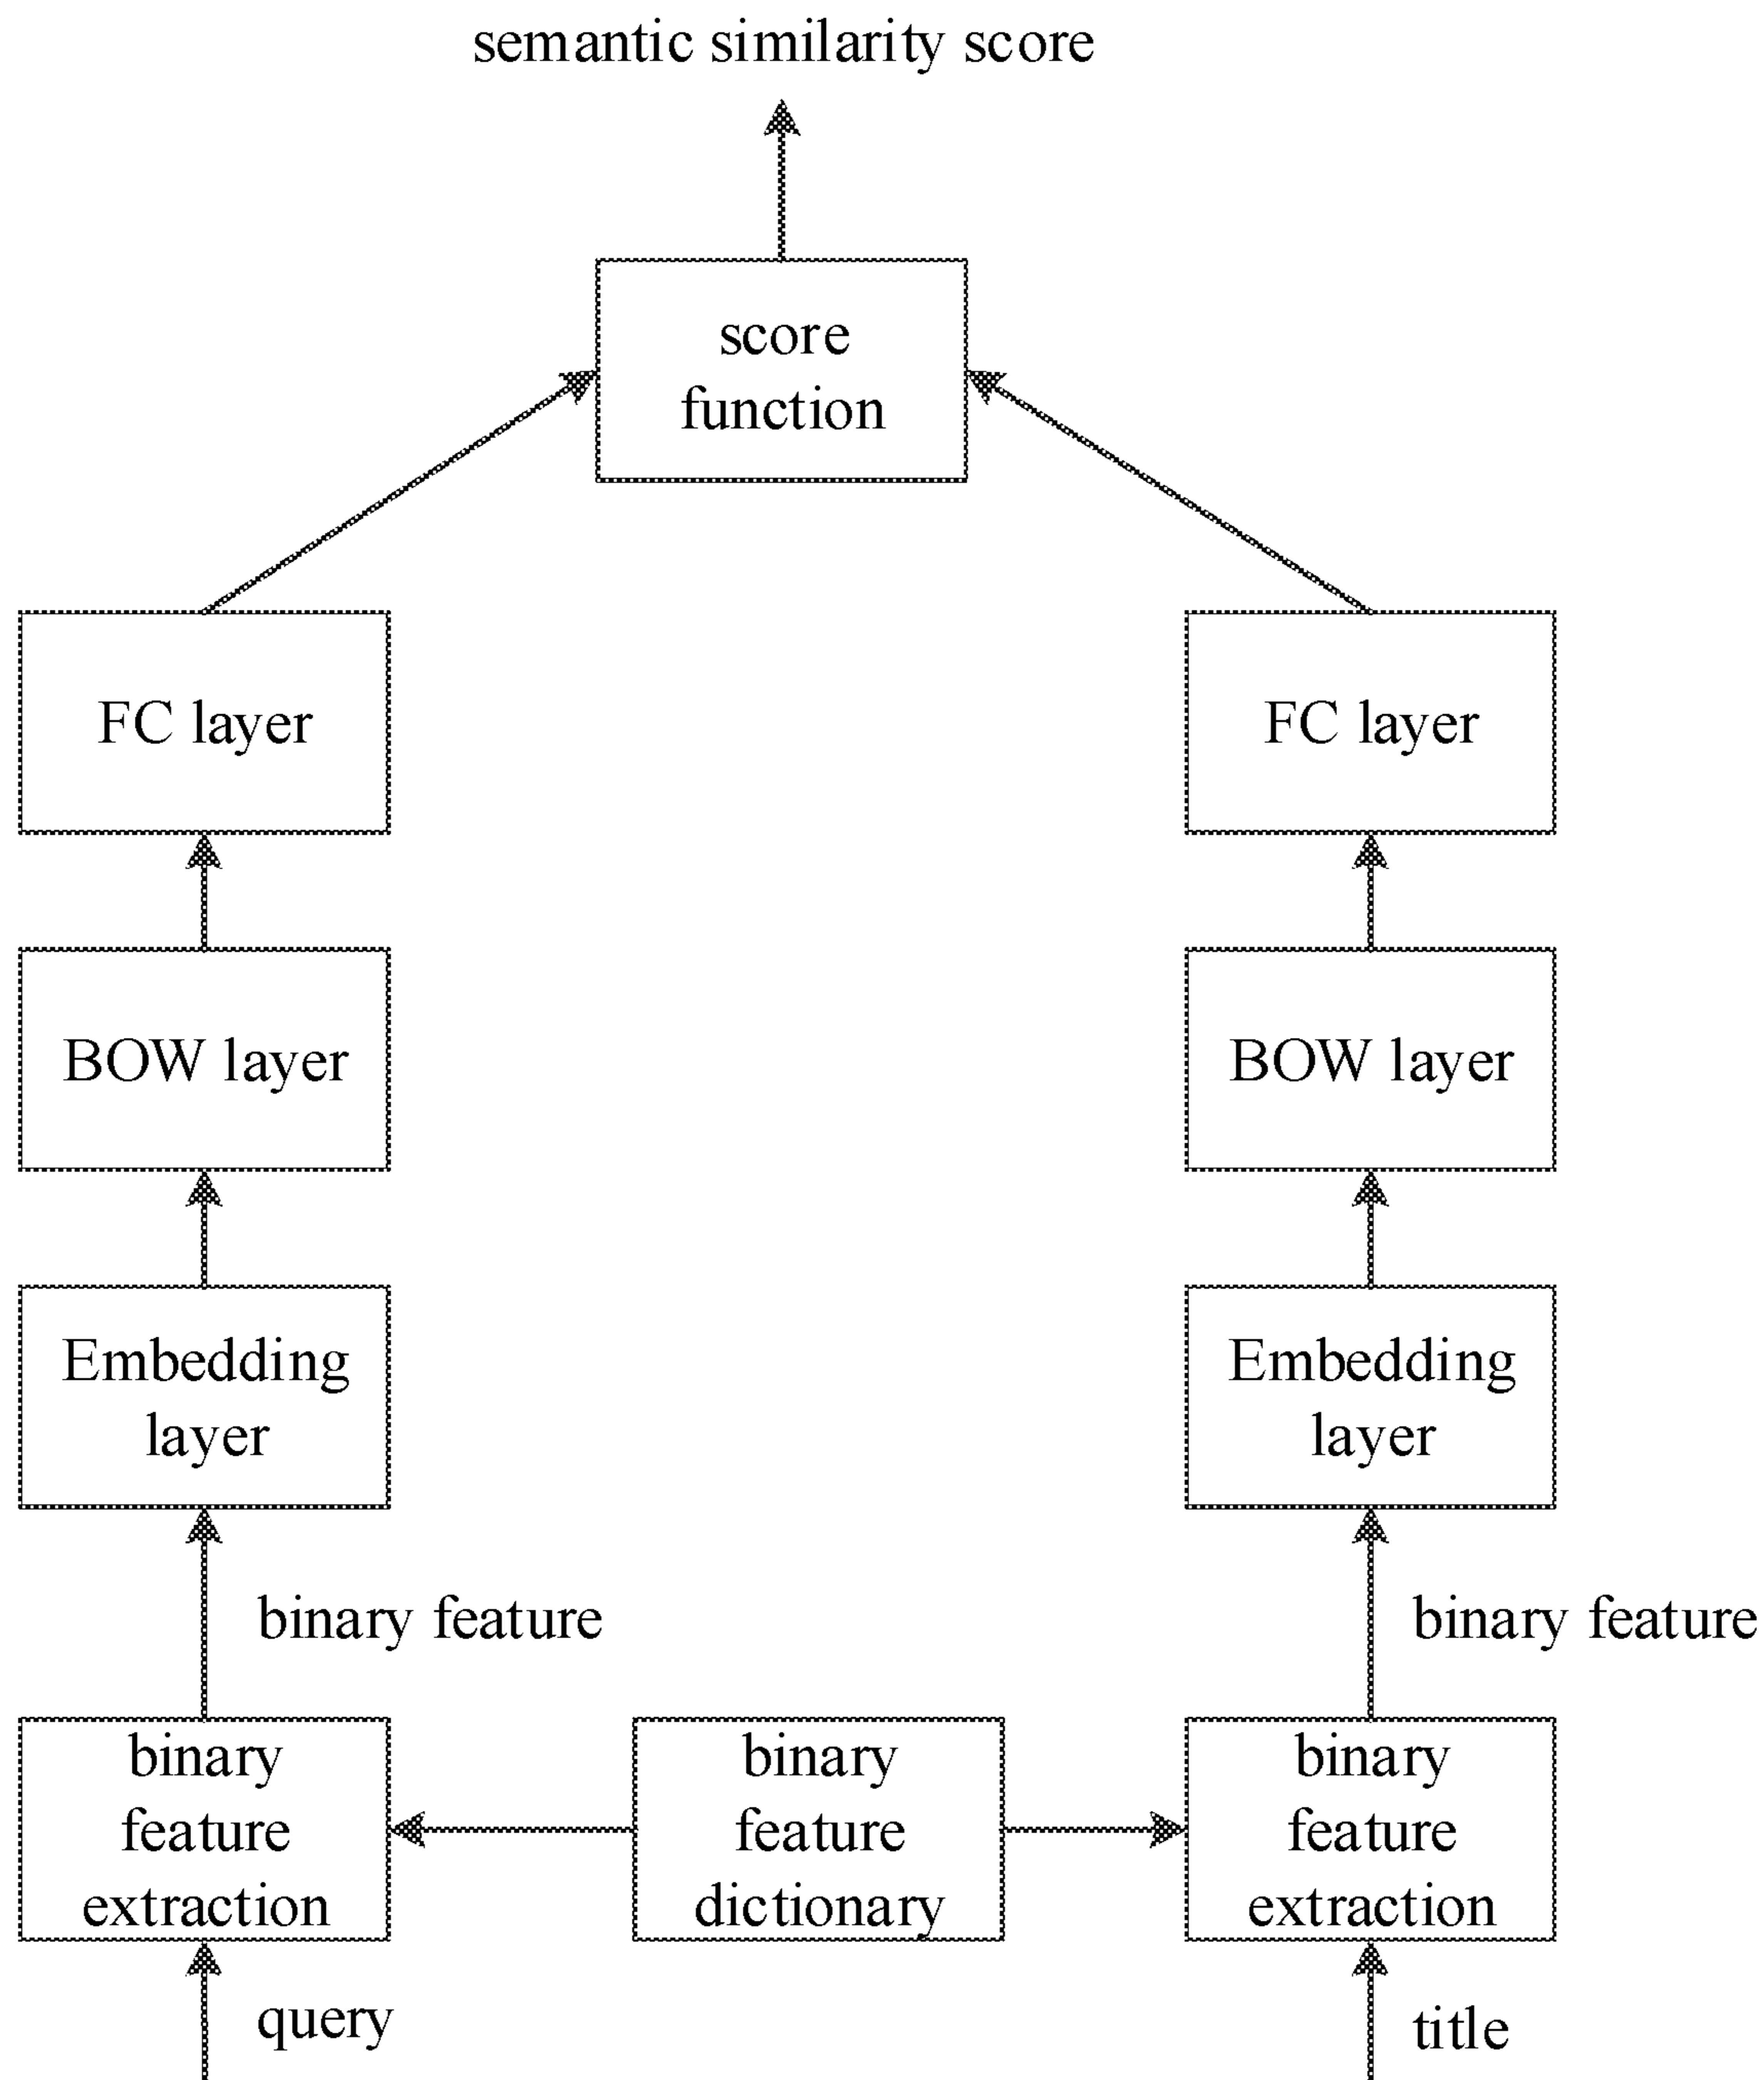 semantic similarity score
score
function
FC layer
FC layer
BOW layer
BOW layer
Embedding
layer
Embedding
layer
binary feature
binary feature
binary
feature
extraction
binary
feature
dictionary
binary
feature
extraction
query
title